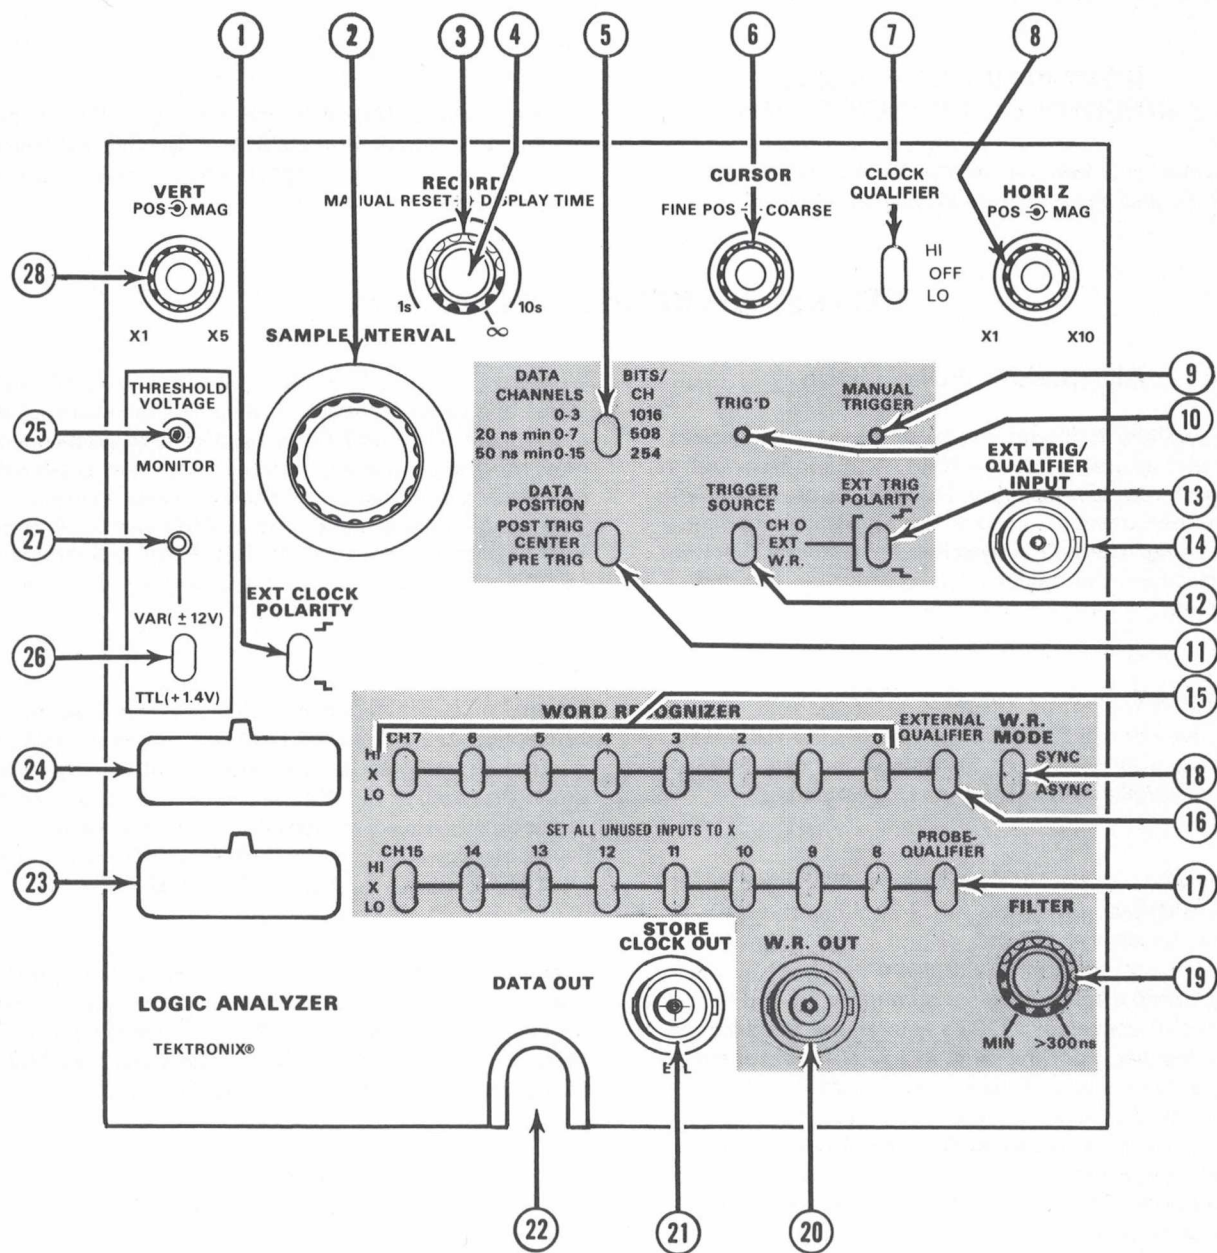 1 2 3 4 5 6 7 8
VERT
POS MAG
X1 X5
28
RECORD
MANUAL RESET DISPLAY TIME
1s 10s
∞
CURSOR
FINE POS COARSE
CLOCK
QUALIFIER
HI
OFF
LO
HORIZ
POS MAG
X1 X10
SAMPLE INTERVAL
THRESHOLD
VOLTAGE
MONITOR
25
27
VAR(±12V)
26
TTL(+1.4V)
EXT CLOCK
POLARITY
DATA
CHANNELS
0-3
20 ns min 0-7
50 ns min 0-15
BITS/
CH
1016
508
254
TRIG'D
MANUAL
TRIGGER
9
10
DATA
POSITION
POST TRIG
CENTER
PRE TRIG
TRIGGER
SOURCE
CH 0
EXT
W.R.
EXT TRIG
POLARITY
EXT TRIG/
QUALIFIER
INPUT
13
14
12
11
15
WORD RECOGNIZER
CH7 6 5 4 3 2 1 0
HI
X
LO
EXTERNAL
QUALIFIER
W.R.
MODE
SYNC
ASYNC
24
18
16
SET ALL UNUSED INPUTS TO X
CH15 14 13 12 11 10 9 8
HI
X
LO
PROBE-
QUALIFIER
23
17
FILTER
MIN >300ns
19
STORE
CLOCK OUT
W.R. OUT
DATA OUT
LOGIC ANALYZER
TEKTRONIX®
22 21 20